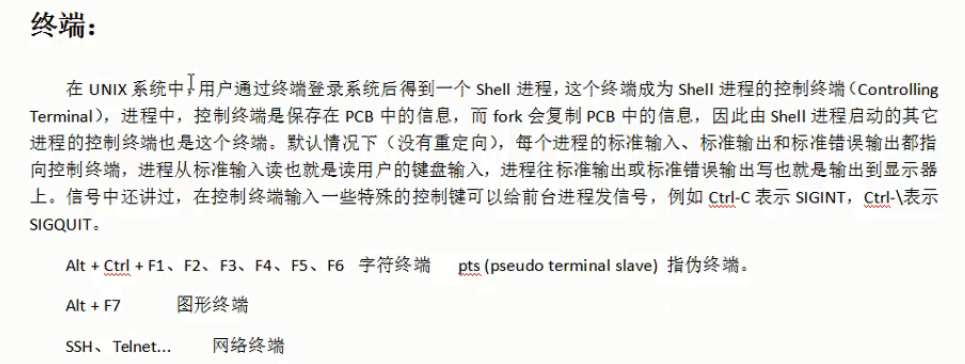 终端：
在 UNIX 系统中，用户通过终端登录系统后得到一个 Shell 进程，这个终端成为 Shell 进程的控制终端（Controlling
Terminal），进程中，控制终端是保存在 PCB 中的信息，而 fork 会复制 PCB 中的信息，因此由 Shell 进程启动的其它
进程的控制终端也是这个终端。默认情况下（没有重定向），每个进程的标准输入、标准输出和标准错误输出都指
向控制终端，进程从标准输入读也就是读用户的键盘输入，进程往标准输出或标准错误输出写也就是输出到显示器
上。信号中还讲过，在控制终端输入一些特殊的控制键可以给前台进程发信号，例如 Ctrl-C 表示 SIGINT，Ctrl-\表示
SIGQUIT。
Alt + Ctrl + F1、F2、F3、F4、F5、F6 字符终端 pts (pseudo terminal slave) 指伪终端。
Alt + F7 图形终端
SSH、Telnet... 网络终端